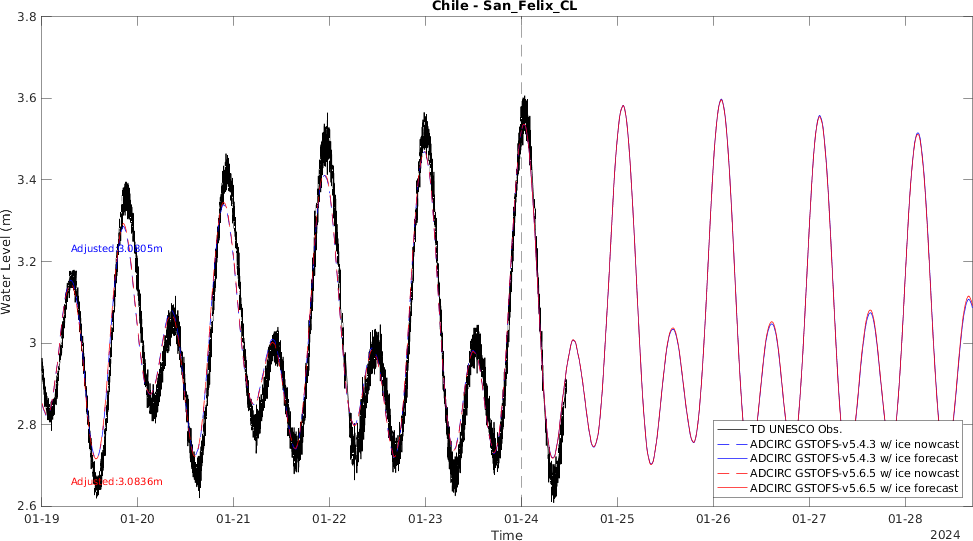 Chile - San_Felix_CL
3.8
3.6
3.4
3.2
3
2.8
2.6
Water Level (m)
Adjusted:3.0805m
Adjusted:3.0836m
TD UNESCO Obs.
ADCIRC GSTOFS-v5.4.3 w/ ice nowcast
ADCIRC GSTOFS-v5.4.3 w/ ice forecast
ADCIRC GSTOFS-v5.6.5 w/ ice nowcast
ADCIRC GSTOFS-v5.6.5 w/ ice forecast
01-19 01-20 01-21 01-22 01-23 01-24 01-25 01-26 01-27 01-28
Time
2024